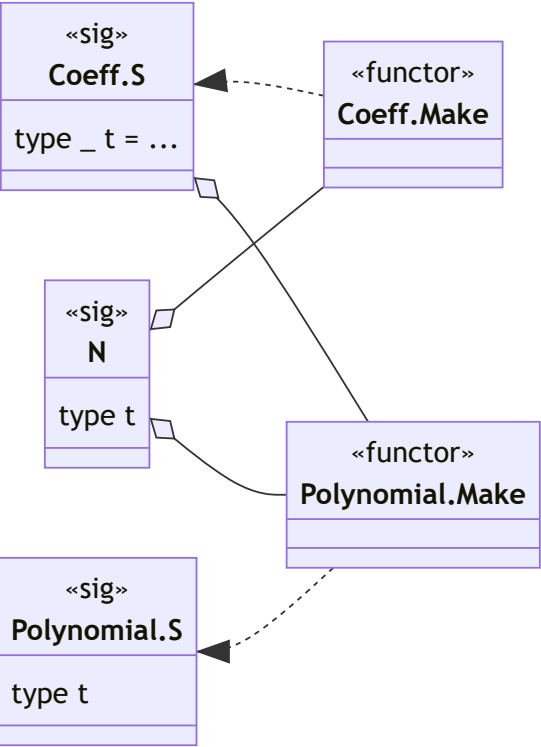 «sig»
Coeff.S
type _ t = ...
«functor»
Coeff.Make
«sig»
N
type t
«functor»
Polynomial.Make
«sig»
Polynomial.S
type t